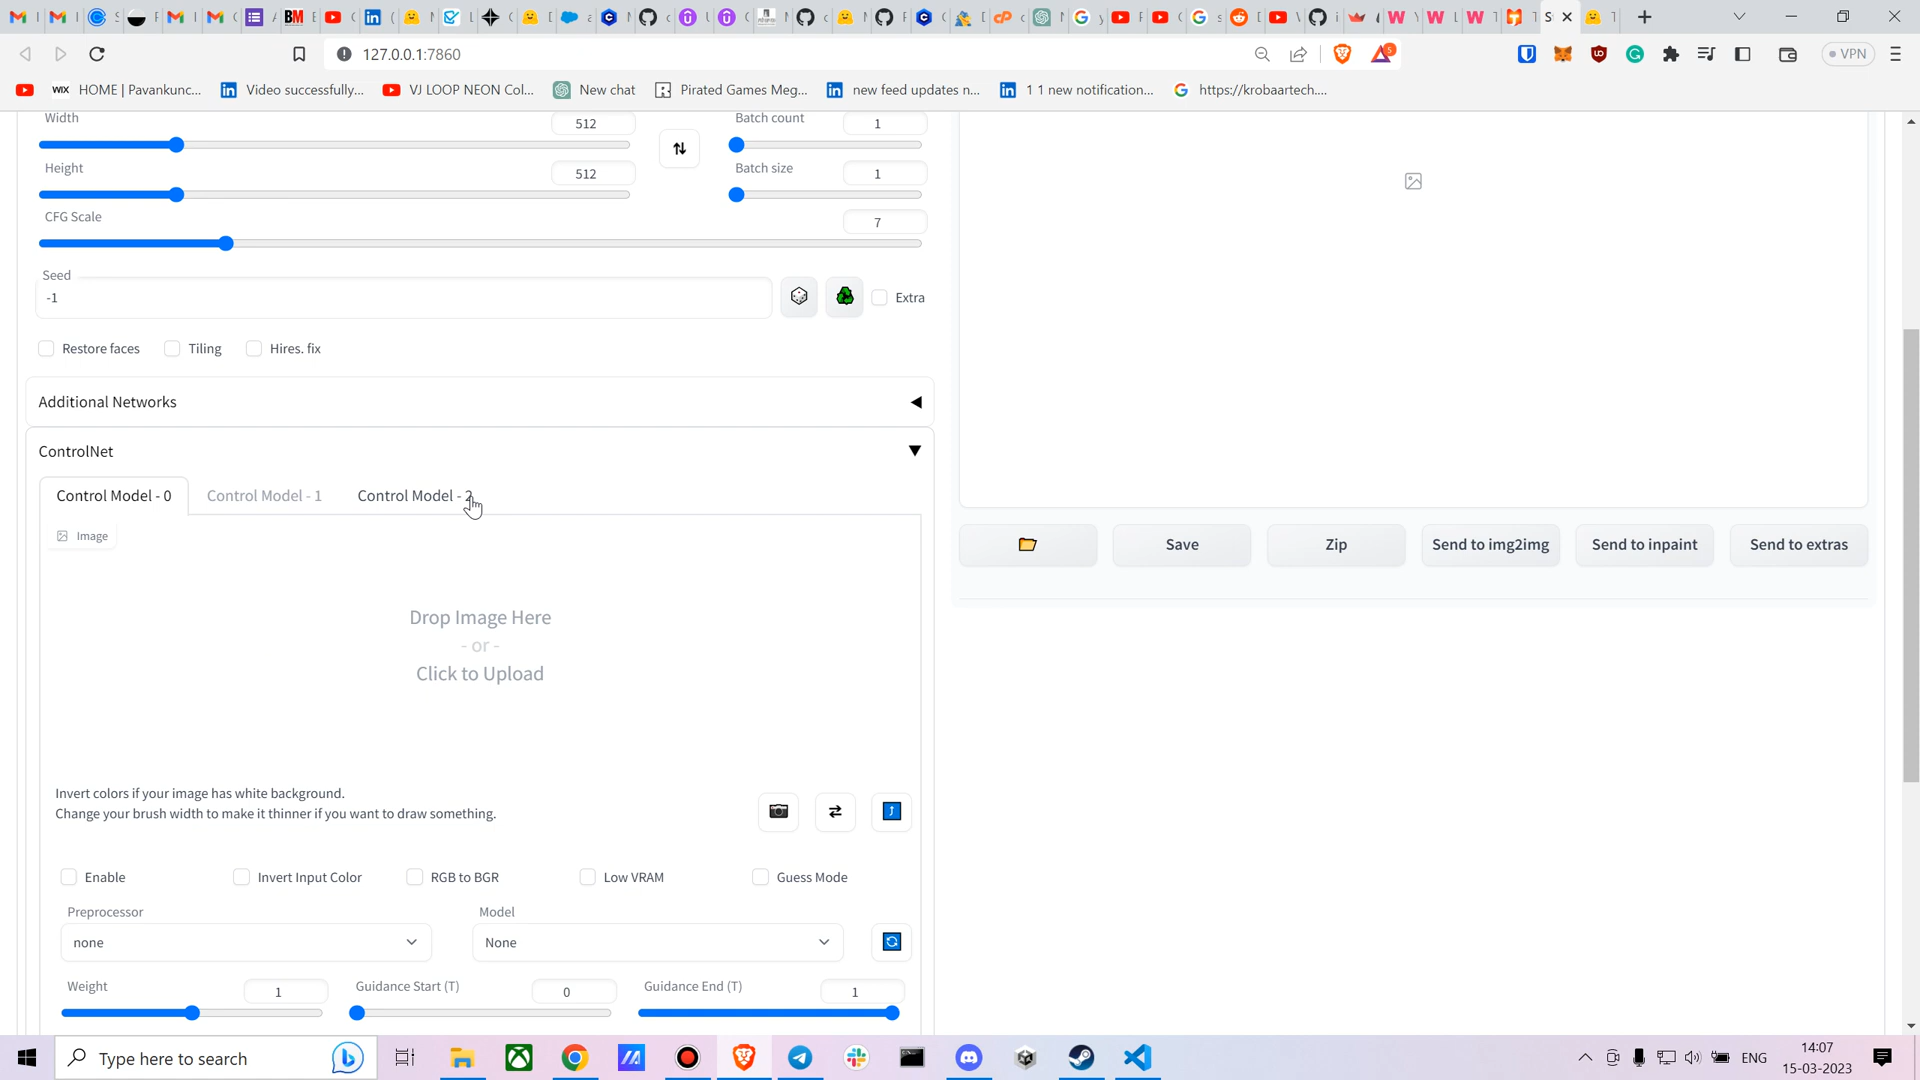 127.0.0.1:7860
VPN
HOME | Pavankunc...
Video successfully...
VJ LOOP NEON Col...
New chat
Pirated Games Meg...
new feed updates n...
1 1 new notification...
https://krobaartech....
Width
512
Batch count
1
Height
512
Batch size
1
CFG Scale
7
Seed
-1
Extra
Restore faces
Tiling
Hires. fix
Additional Networks
ControlNet
Control Model - 0
Control Model - 1
Control Model - 2
Image
Drop Image Here
- or -
Click to Upload
Save
Zip
Send to img2img
Send to inpaint
Send to extras
Invert colors if your image has white background.
Change your brush width to make it thinner if you want to draw something.
Enable
Invert Input Color
RGB to BGR
Low VRAM
Guess Mode
Preprocessor
none
Model
None
Weight
1
Guidance Start (T)
0
Guidance End (T)
1
Type here to search
ENG
14:07
15-03-2023